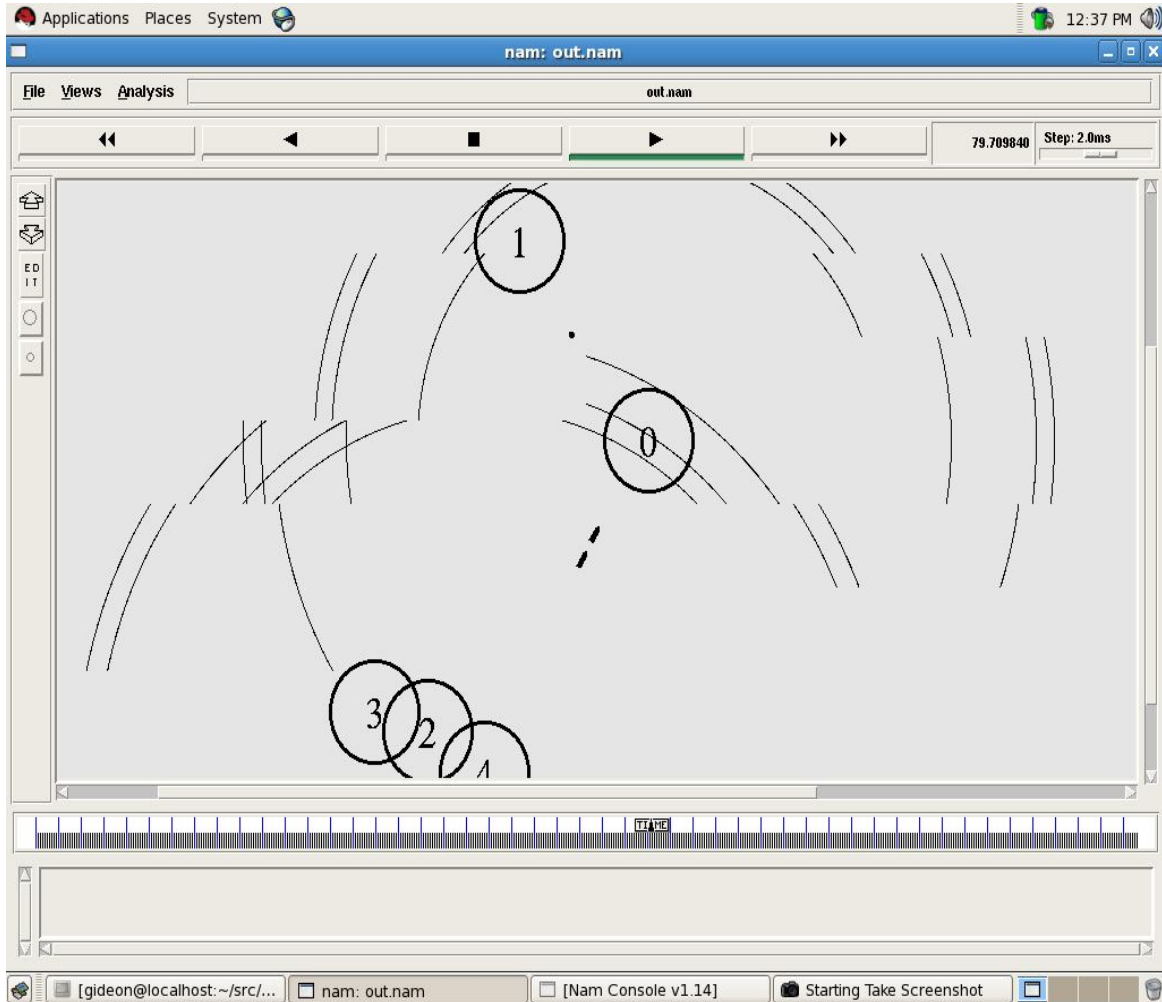 Applications Places System 12:37 PM
nam: out.nam
File Views Analysis out.nam
79.709840 Step: 2.0ms
E D
I T
1
0
3
2
4
TIME
[gideon@localhost:~/src/... nam: out.nam [Nam Console v1.14] Starting Take Screenshot